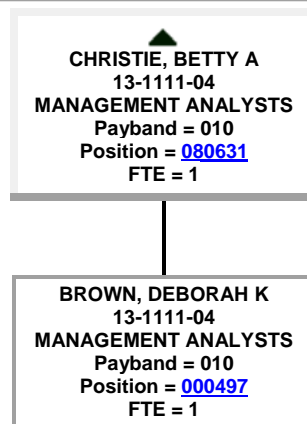 CHRISTIE, BETTY A
13-1111-04
MANAGEMENT ANALYSTS
Payband = 010
Position = 080631
FTE = 1
BROWN, DEBORAH K
13-1111-04
MANAGEMENT ANALYSTS
Payband = 010
Position = 000497
FTE = 1